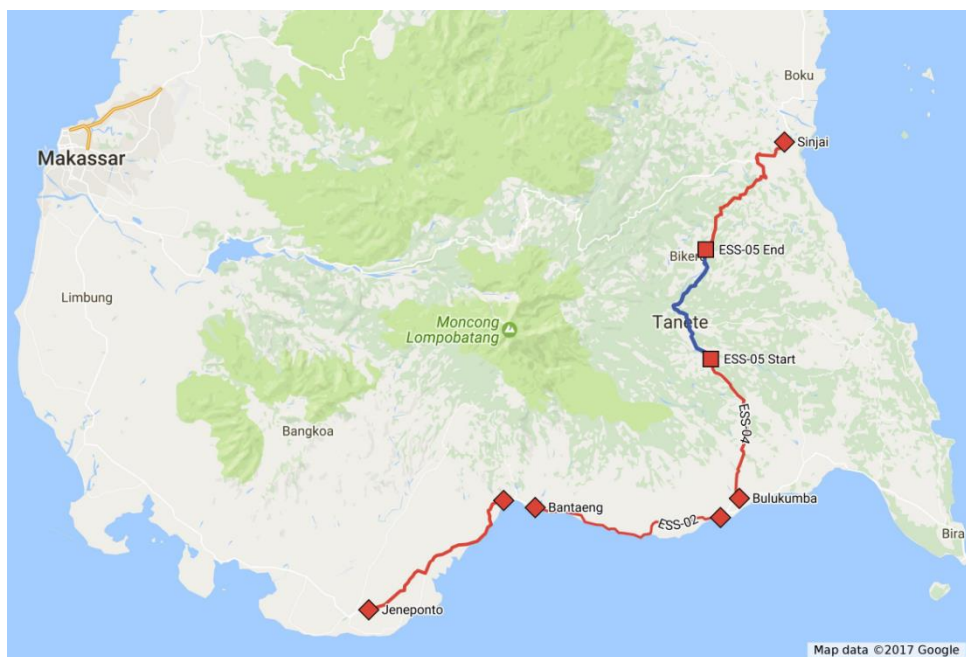 Boku
Sinjai
Makassar
ESS-05 End
Biker
Limbung
Tanete
Moncong
Lompobatang
ESS-05 Start
Bangkoa
ESS-04
Bulukumba
Bantaeng
ESS-02
Bira
Jeneponto
Map data ©2017 Google